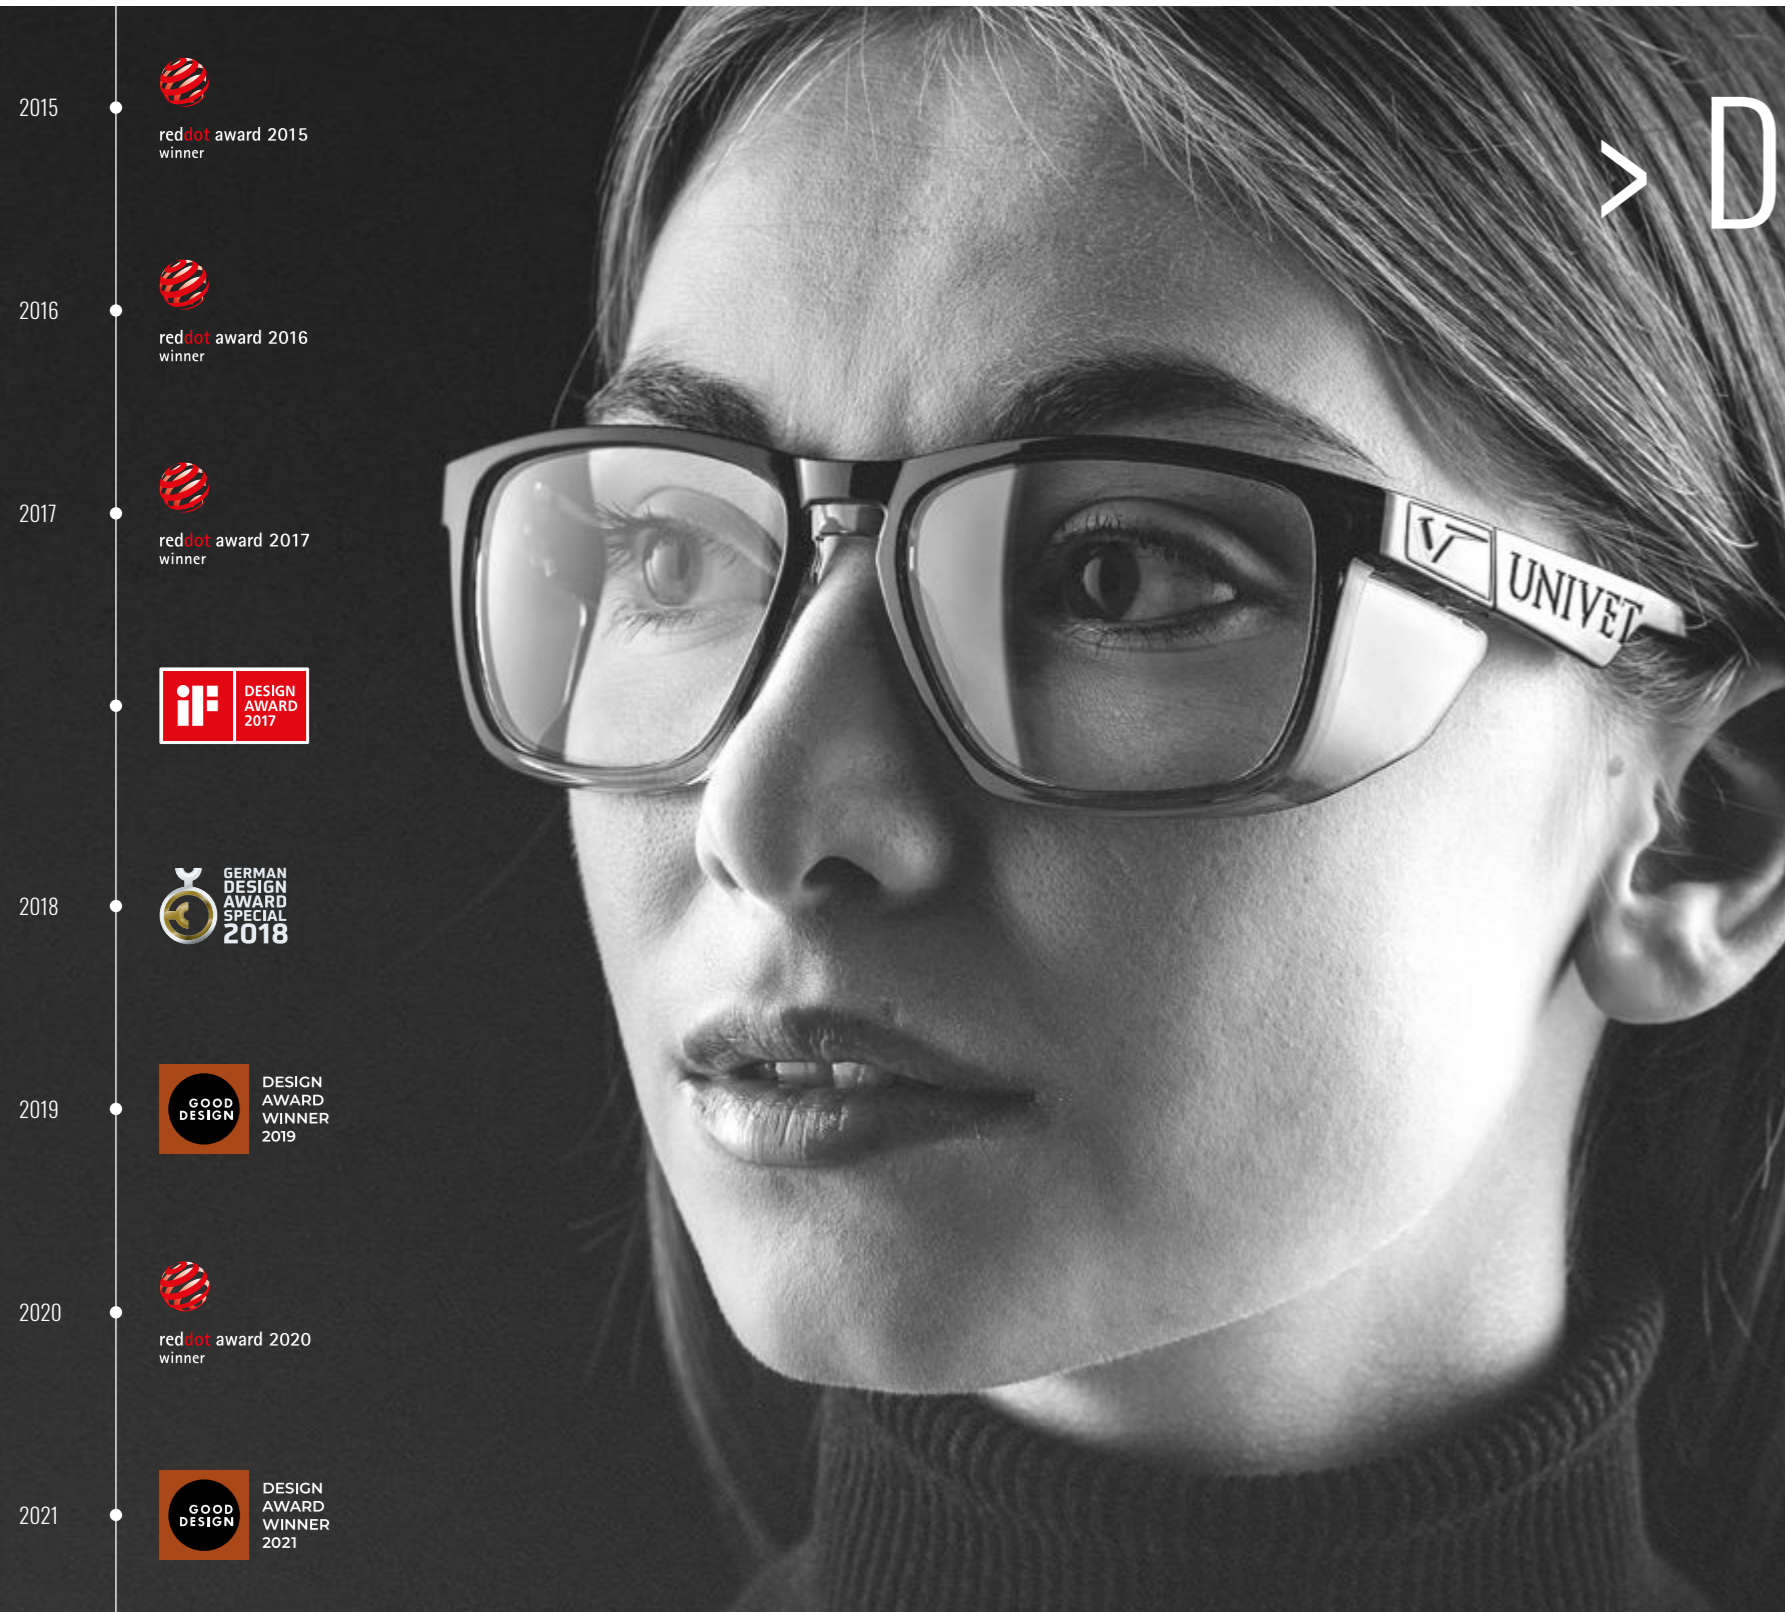 2015
reddot award 2015
winner
> D
2016
reddot award 2016
winner
2017
reddot award 2017
winner
UNIVET
iF
DESIGN
AWARD
2017
2018
GERMAN
DESIGN
AWARD
SPECIAL
2018
2019
GOOD
DESIGN
DESIGN
AWARD
WINNER
2019
2020
reddot award 2020
winner
2021
GOOD
DESIGN
DESIGN
AWARD
WINNER
2021